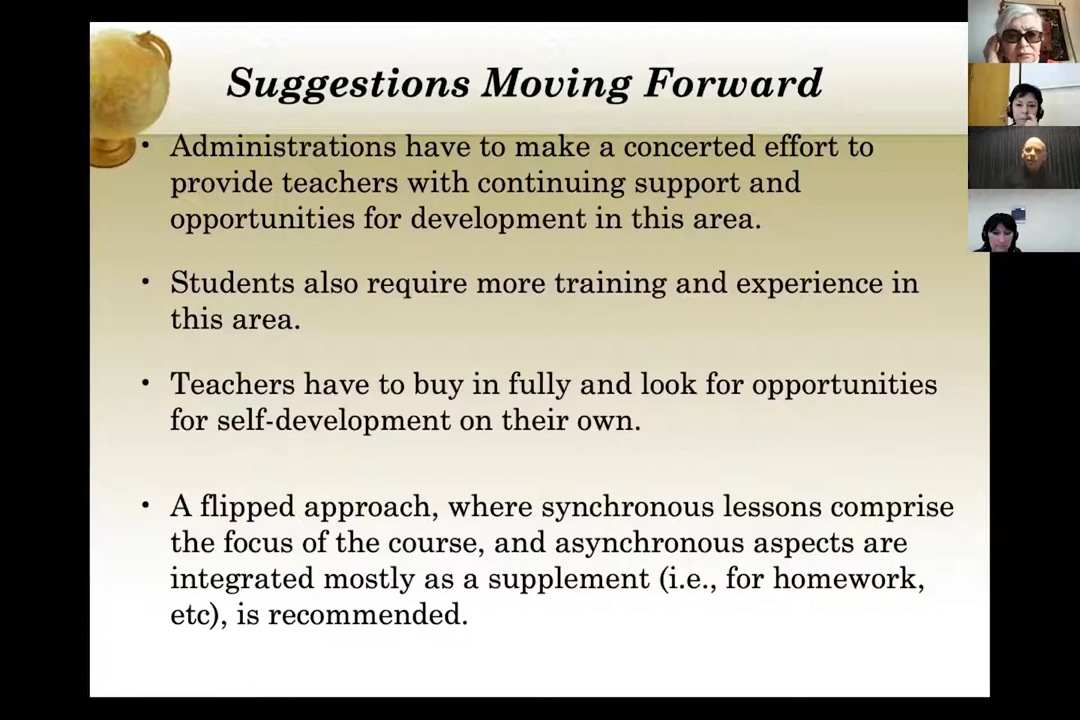 Suggestions Moving Forward
• Administrations have to make a concerted effort to
provide teachers with continuing support and
opportunities for development in this area.
• Students also require more training and experience in
this area.
• Teachers have to buy in fully and look for opportunities
for self-development on their own.
• A flipped approach, where synchronous lessons comprise
the focus of the course, and asynchronous aspects are
integrated mostly as a supplement (i.e., for homework,
etc), is recommended.